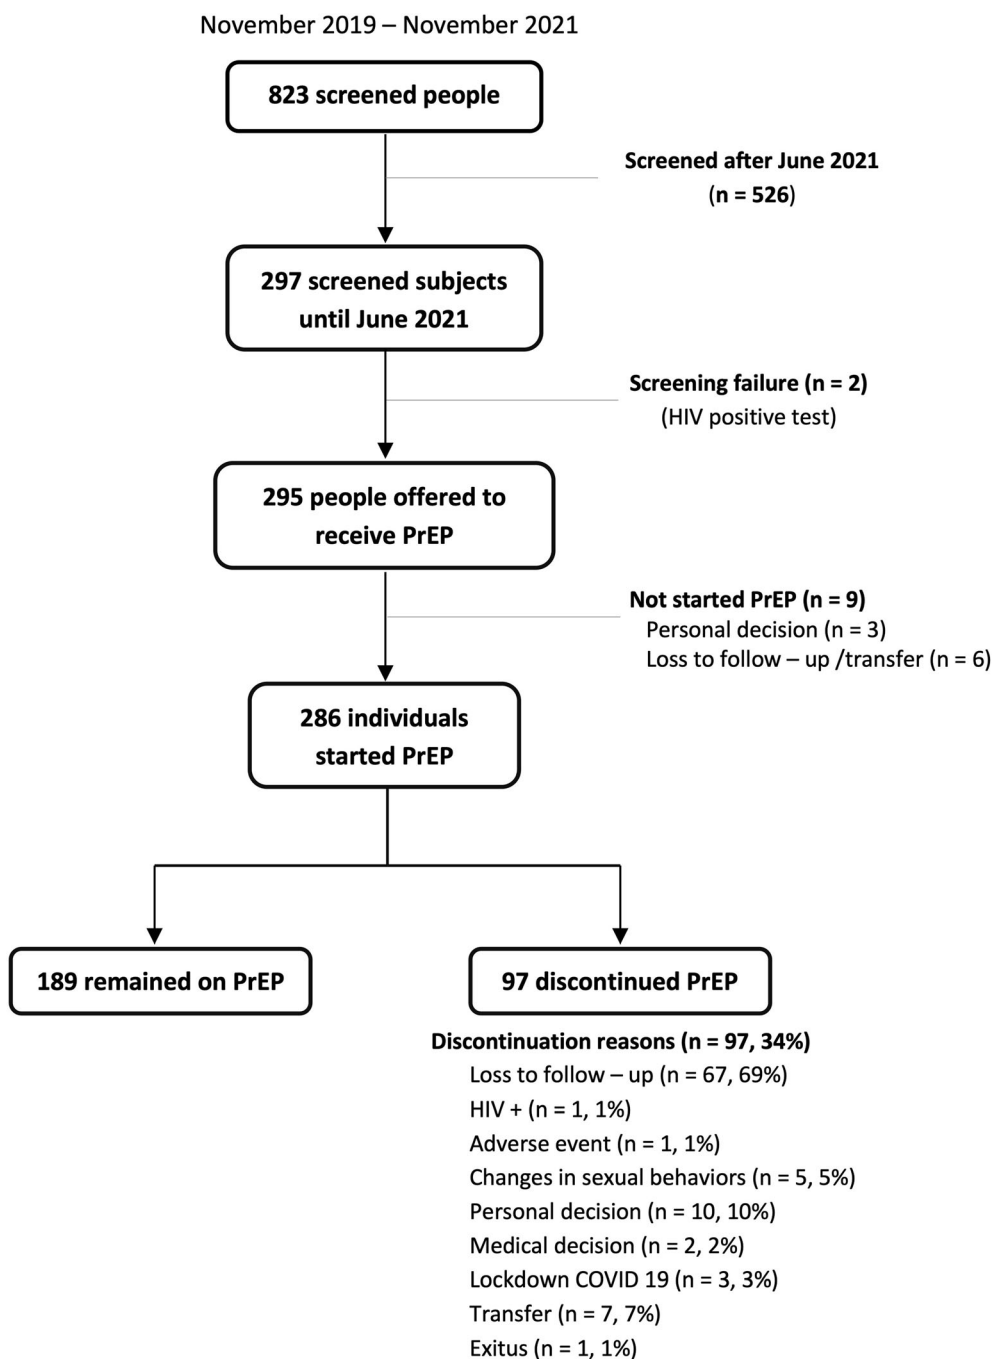 November 2019 – November 2021
823 screened people
Screened after June 2021
(n = 526)
297 screened subjects
until June 2021
Screening failure (n = 2)
(HIV positive test)
295 people offered to
receive PrEP
Not started PrEP (n = 9)
Personal decision (n = 3)
Loss to follow – up /transfer (n = 6)
286 individuals
started PrEP
189 remained on PrEP
97 discontinued PrEP
Discontinuation reasons (n = 97, 34%)
Loss to follow – up (n = 67, 69%)
HIV + (n = 1, 1%)
Adverse event (n = 1, 1%)
Changes in sexual behaviors (n = 5, 5%)
Personal decision (n = 10, 10%)
Medical decision (n = 2, 2%)
Lockdown COVID 19 (n = 3, 3%)
Transfer (n = 7, 7%)
Exitus (n = 1, 1%)